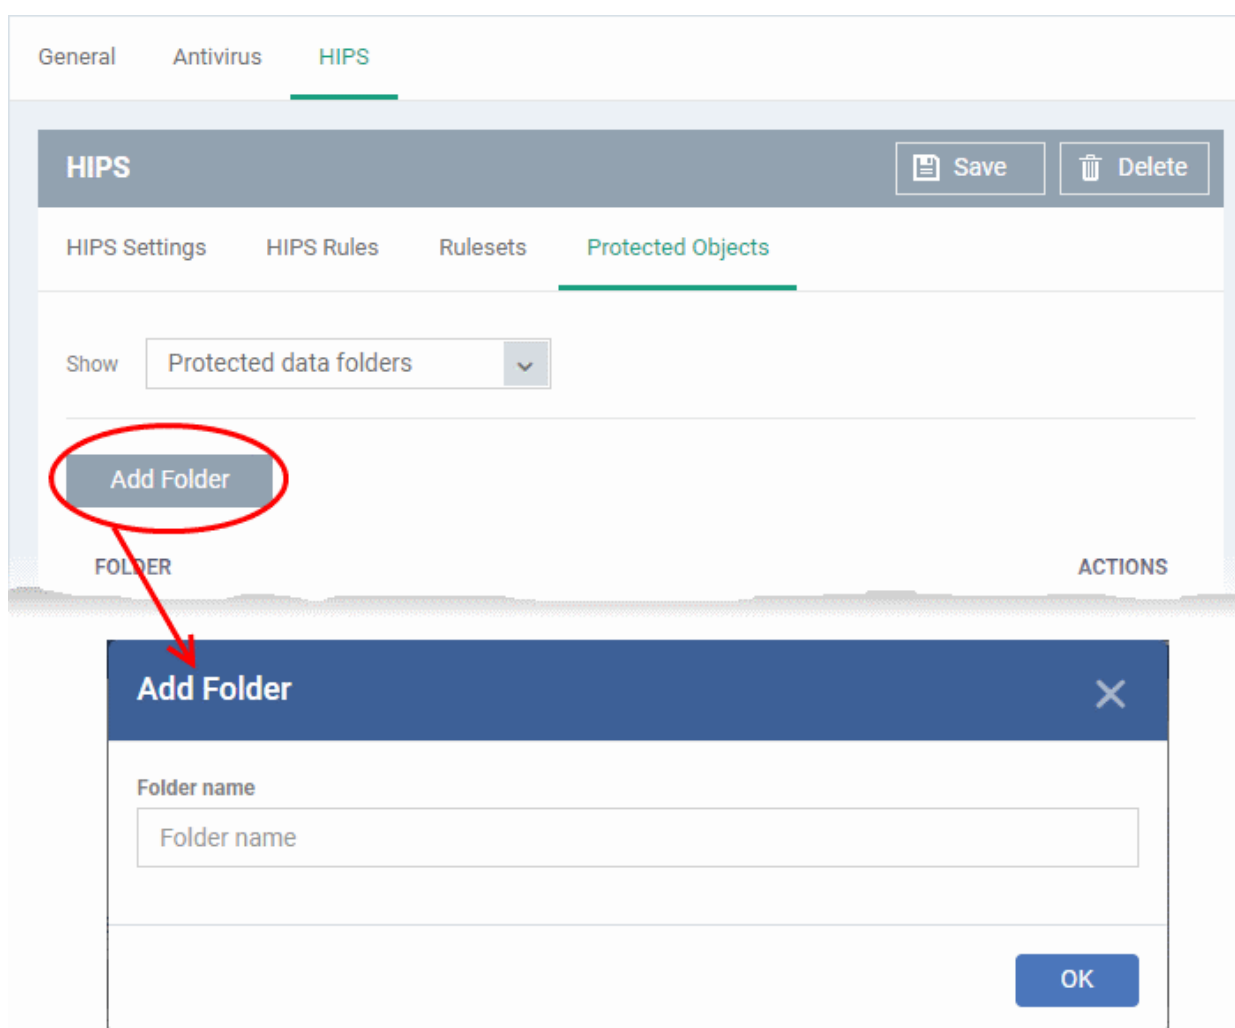 General Antivirus HIPS
HIPS Save Delete
HIPS Settings HIPS Rules Rulesets Protected Objects
Show Protected data folders
Add Folder
FOLDER ACTIONS
Add Folder
Folder name
Folder name
OK